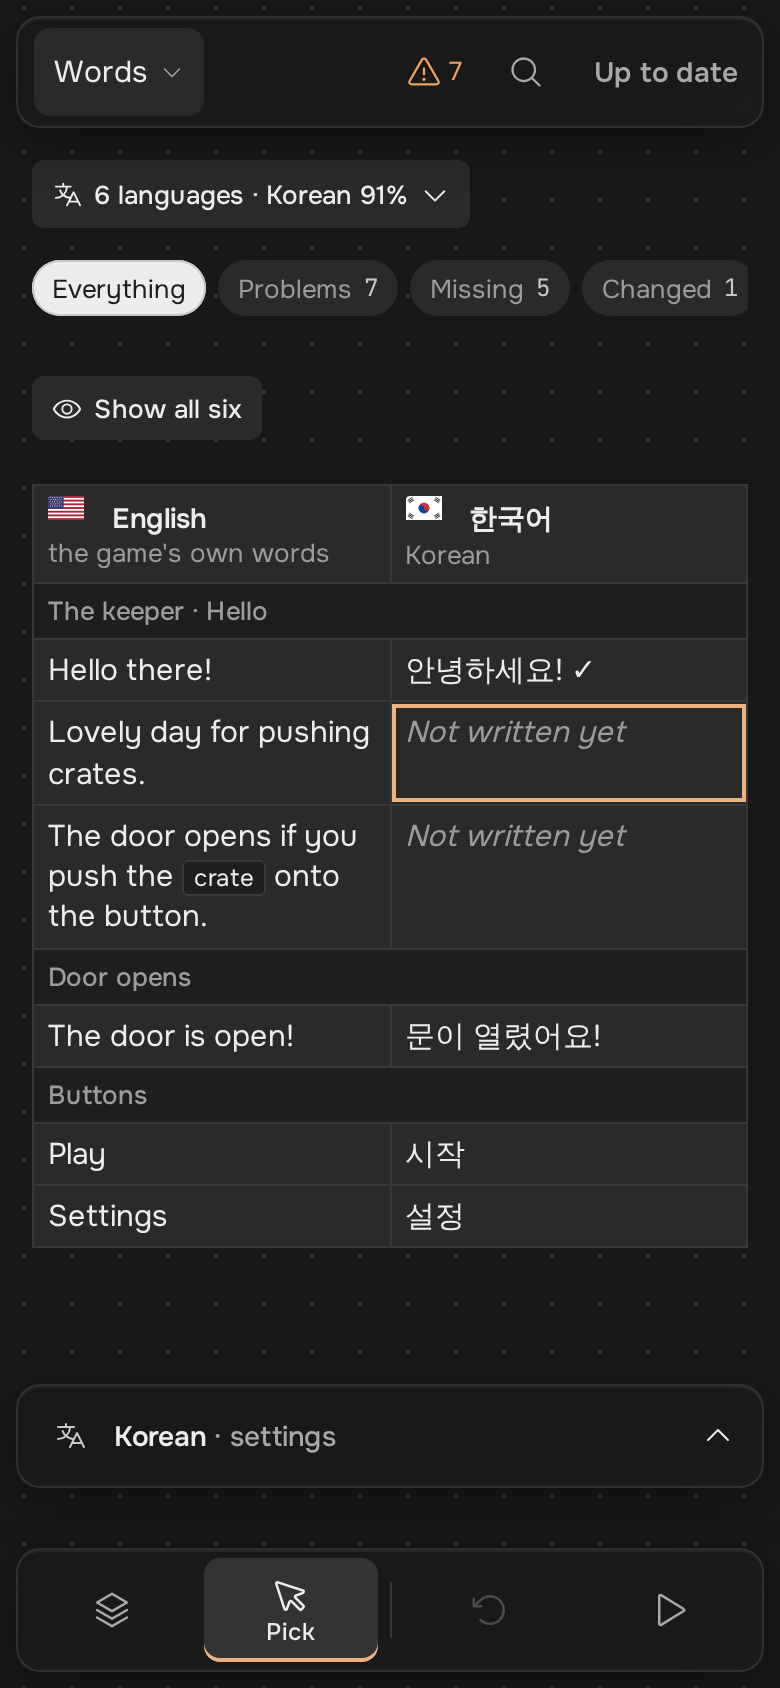 Words
7
Up to date
6 languages · Korean 91%
Everything
Problems 7
Missing 5
Changed 1
Show all six
English
the game's own words
한국어
Korean
The keeper · Hello
Hello there!
안녕하세요! ✓
Lovely day for pushing
crates.
Not written yet
The door opens if you
push the crate onto
the button.
Not written yet
Door opens
The door is open!
문이 열렸어요!
Buttons
Play
시작
Settings
설정
Korean · settings
Pick